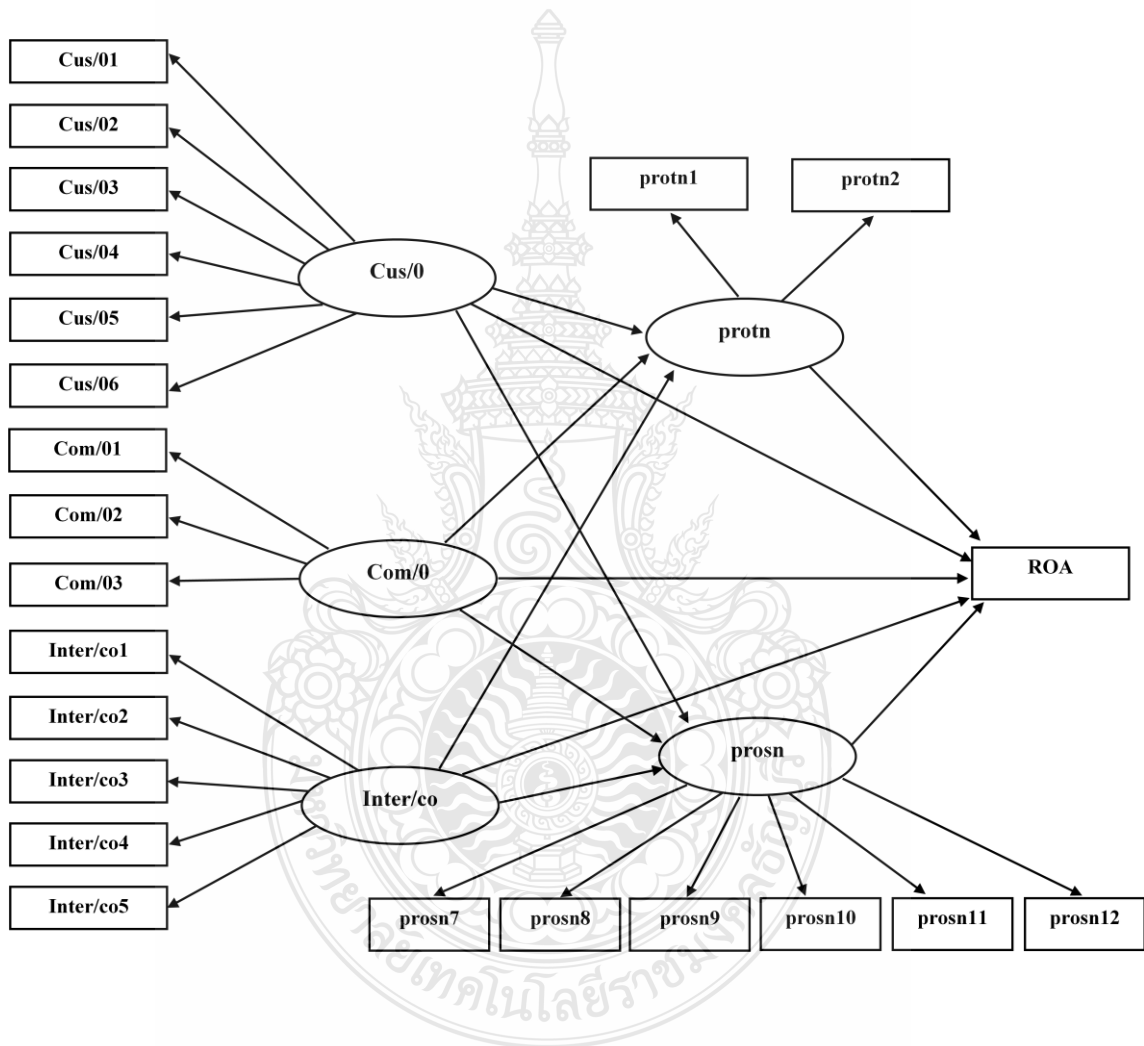 Cus/01
Cus/02
Cus/03
Cus/04
Cus/05
Cus/06
Com/01
Com/02
Com/03
Inter/co1
Inter/co2
Inter/co3
Inter/co4
Inter/co5
Cus/0
Com/0
Inter/co
protn1
protn2
protn
ROA
prosn
prosn7
prosn8
prosn9
prosn10
prosn11
prosn12